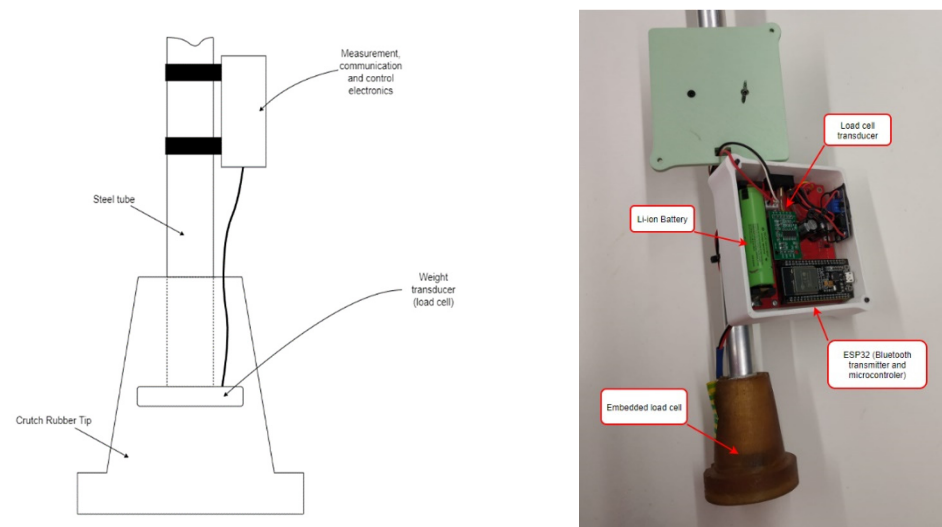 Measurement,
communication
and control
electronics
Steel tube
Weight
transducer
(load cell)
Crutch Rubber Tip
Load cell
transducer
Li-ion Battery
ESP32 (Bluetooth
transmitter and
microcontroler)
Embedded load cell